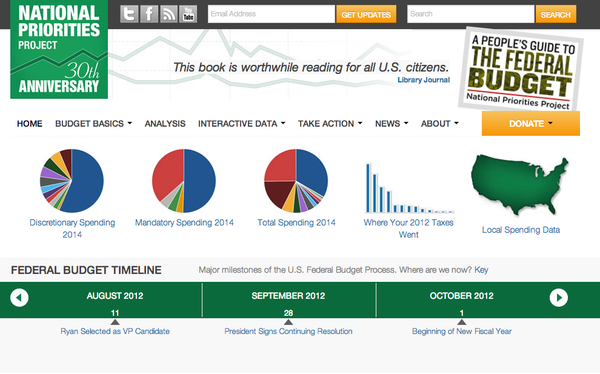 NATIONAL
PRIORITIES
PROJECT
30th
ANNIVERSARY
You
Tube
Email Address
GET UPDATES
Search
SEARCH
This book is worthwhile reading for all U.S. citizens.
Library Journal
A PEOPLE'S GUIDE TO
THE FEDERAL
BUDGET
National Priorities Project
HOME BUDGET BASICS ANALYSIS INTERACTIVE DATA TAKE ACTION NEWS ABOUT DONATE
Discretionary Spending
2014
Mandatory Spending 2014
Total Spending 2014
Where Your 2012 Taxes
Went
Local Spending Data
FEDERAL BUDGET TIMELINE Major milestones of the U.S. Federal Budget Process. Where are we now? Key
AUGUST 2012 SEPTEMBER 2012 OCTOBER 2012
11 28 1
Ryan Selected as VP Candidate President Signs Continuing Resolution Beginning of New Fiscal Year